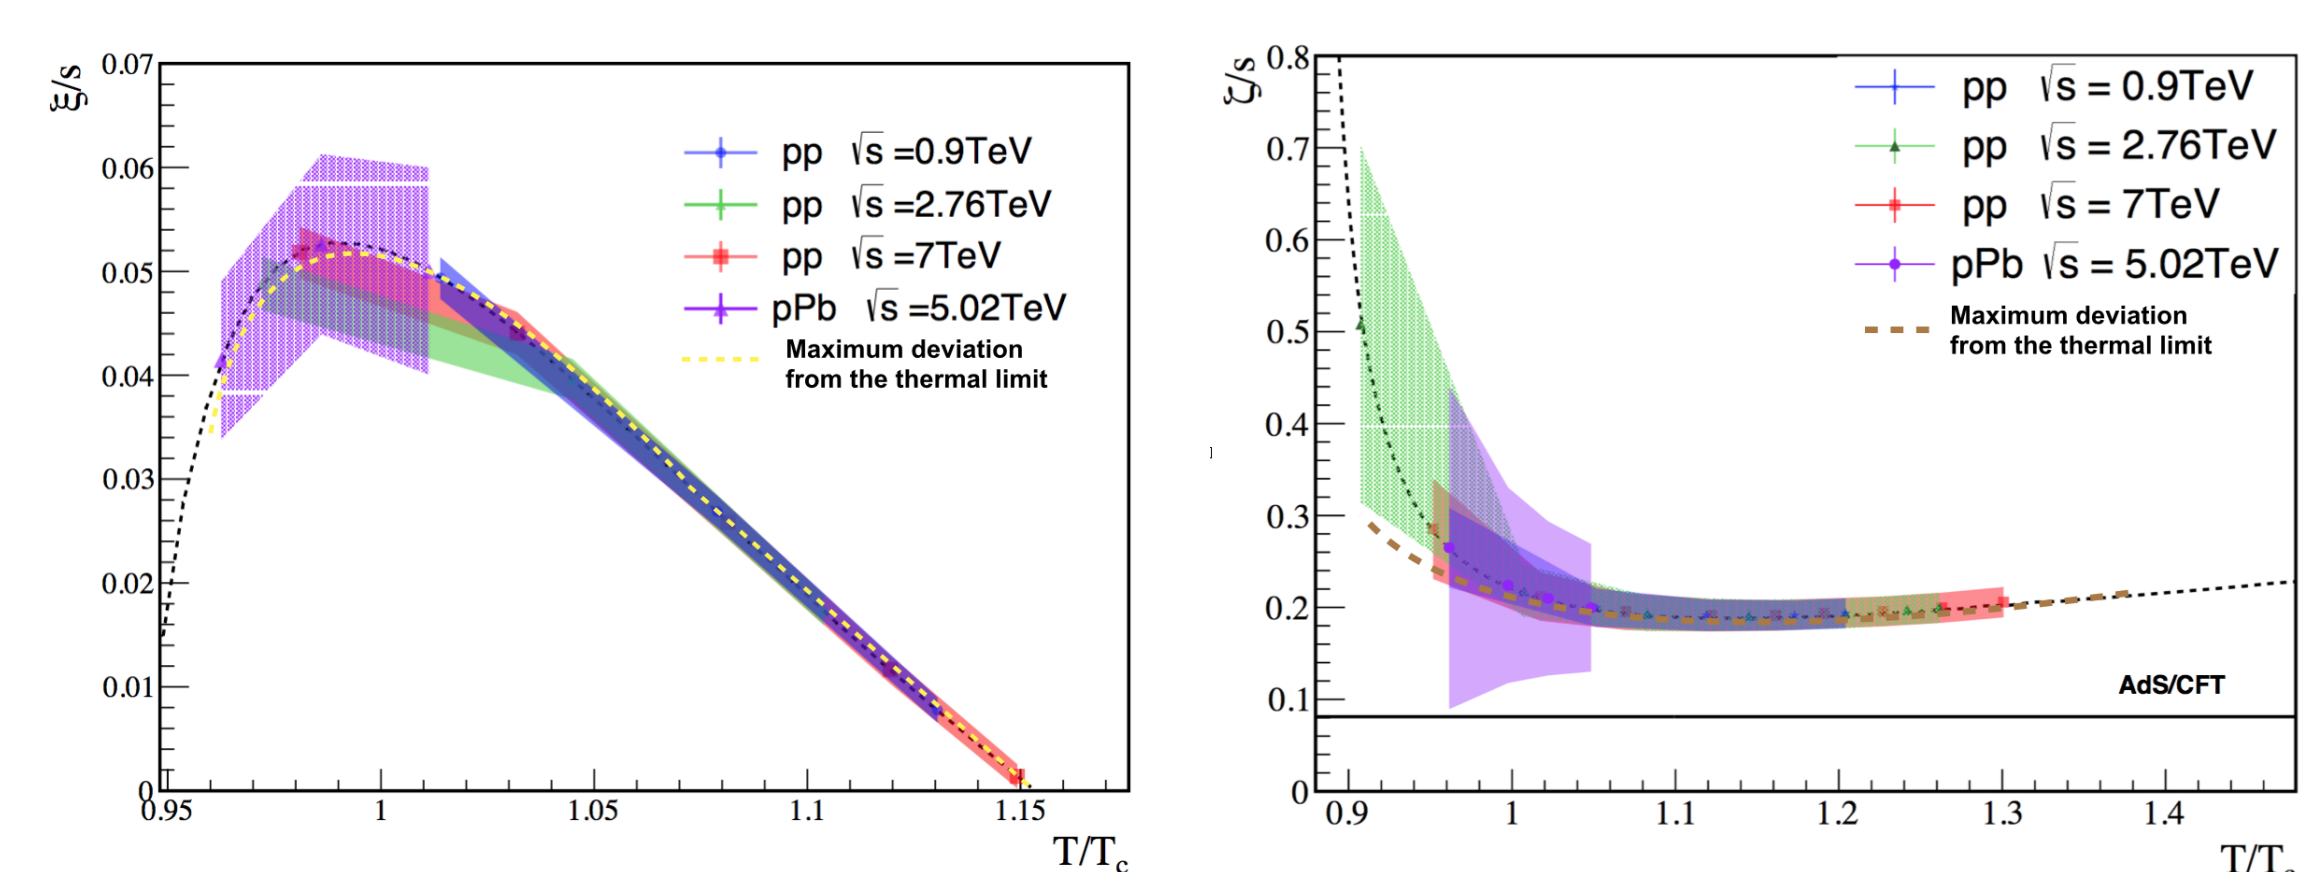 ξ/s
0.07
0.06
0.05
0.04
0.03
0.02
0.01
0
0.95
1
1.05
1.1
1.15
T/Tc
pp √s =0.9TeV
pp √s =2.76TeV
pp √s =7TeV
pPb √s =5.02TeV
Maximum deviation
from the thermal limit
ζ/s
0.8
0.7
0.6
0.5
0.4
0.3
0.2
0.1
0
0.9
1
1.1
1.2
1.3
1.4
T/Tc
pp √s = 0.9TeV
pp √s = 2.76TeV
pp √s = 7TeV
pPb √s = 5.02TeV
Maximum deviation
from the thermal limit
AdS/CFT